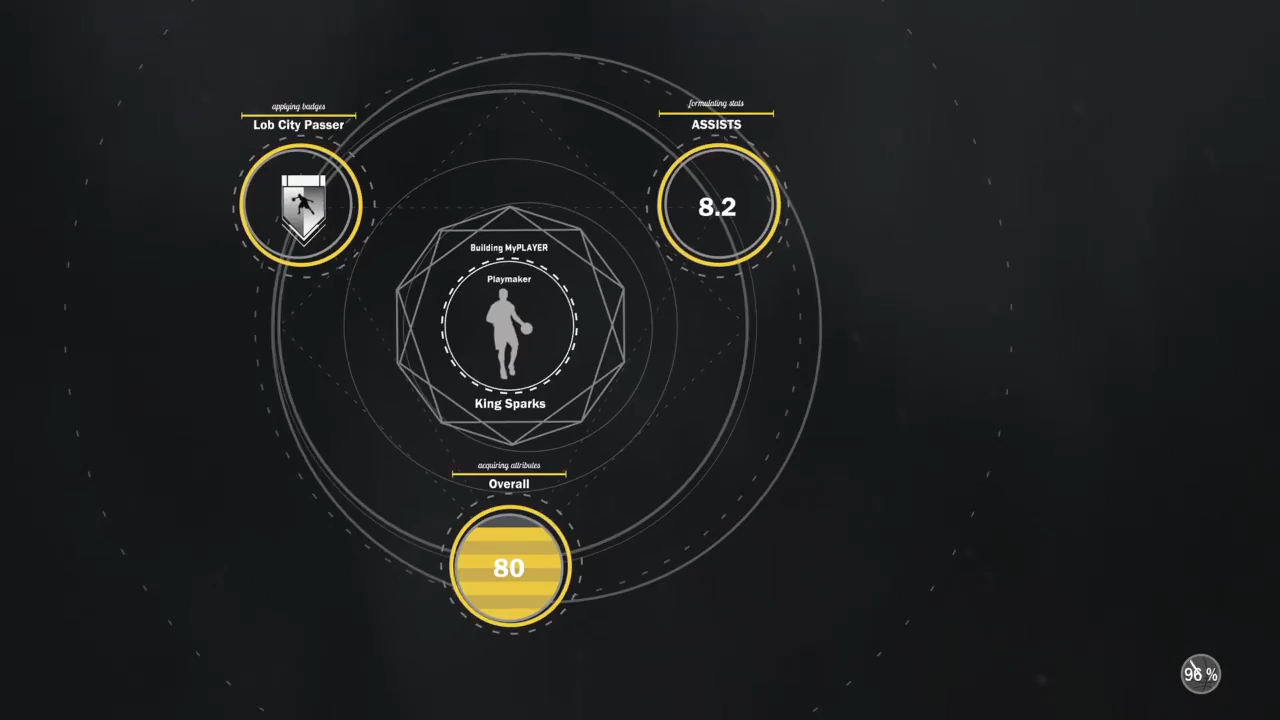 applying badges
Lob City Passer
formulating stats
ASSISTS
8.2
Building MyPLAYER
Playmaker
King Sparks
acquiring attributes
Overall
80
96 %